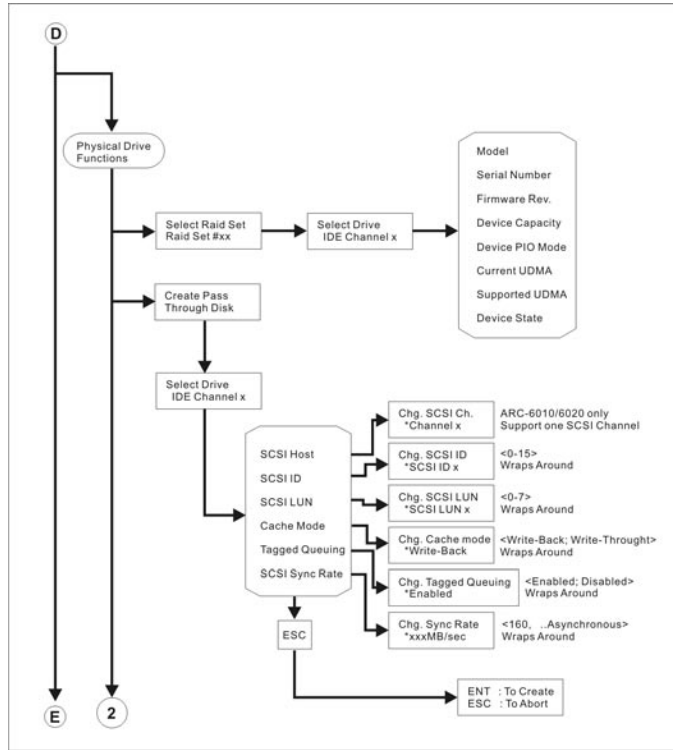 D
Physical Drive
Functions
Select Raid Set
Raid Set #xx
Select Drive
IDE Channel x
Model
Serial Number
Firmware Rev.
Device Capacity
Device PIO Mode
Current UDMA
Supported UDMA
Device State
Create Pass
Through Disk
Select Drive
IDE Channel x
SCSI Host
SCSI ID
SCSI LUN
Cache Mode
Tagged Queuing
SCSI Sync Rate
Chg. SCSI Ch.
*Channel x
ARC-6010/6020 only
Support one SCSI Channel
Chg. SCSI ID
*SCSI ID x
<0-15>
Wraps Around
Chg. SCSI LUN
*SCSI LUN x
<0-7>
Wraps Around
Chg. Cache mode
*Write-Back
<Write-Back; Write-Throught>
Wraps Around
Chg. Tagged Queuing
*Enabled
<Enabled; Disabled>
Wraps Around
Chg. Sync Rate
*xxxMB/sec
<160, ..Asynchronous>
Wraps Around
ESC
ENT : To Create
ESC : To Abort
E
2